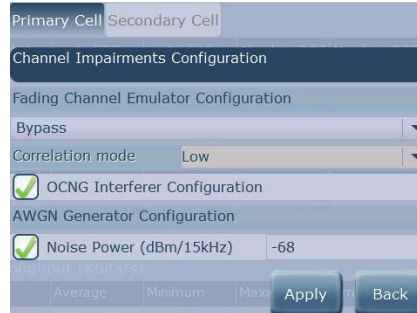 Primary Cell Secondary Cell
Channel Impairments Configuration
Fading Channel Emulator Configuration
Bypass
Correlation mode Low
OCNG Interferer Configuration
AWGN Generator Configuration
Noise Power (dBm/15kHz) -68
(Kbits/s)
Average Minimum Apply Back